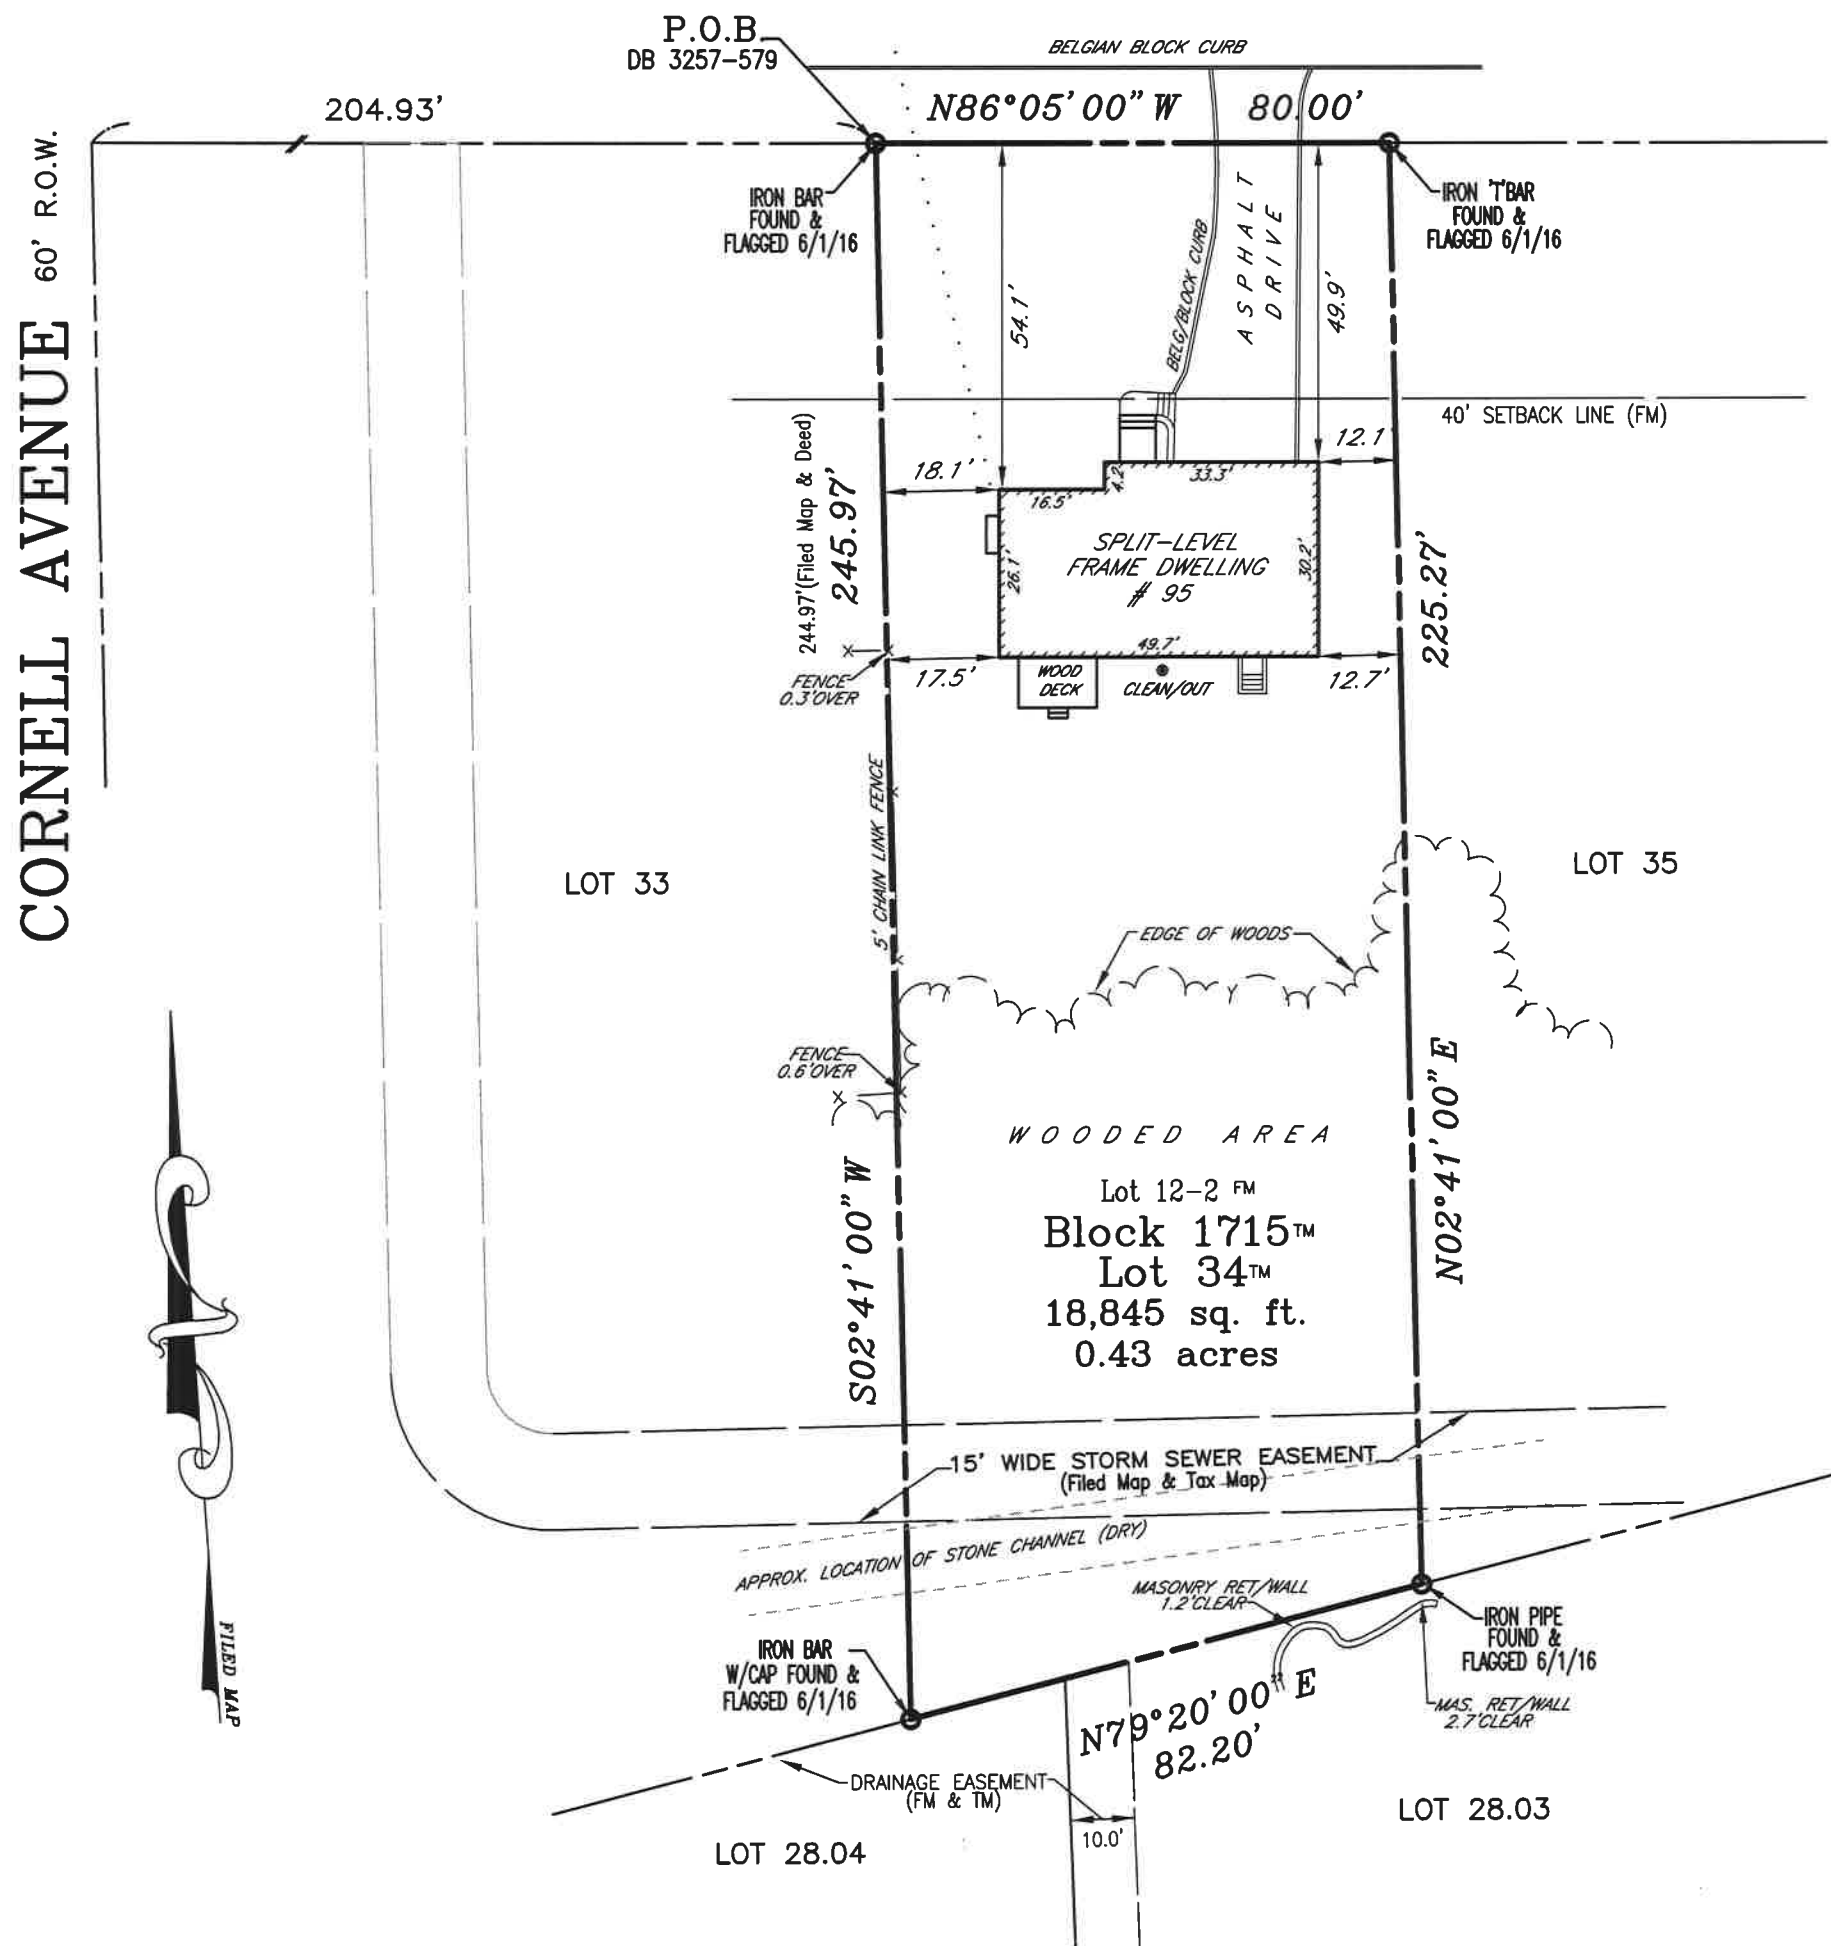 P.O.B.
DB 3257-579
BELGIAN BLOCK CURB
204.93'
N86°05'00"W 80.00'
CORNELL AVENUE 60' R.O.W.
IRON BAR
FOUND &
FLAGGED 6/1/16
IRON 'T'BAR
FOUND &
FLAGGED 6/1/16
54.1'
BELG/BLOCK CURB
ASPHALT
DRIVE
49.9'
40' SETBACK LINE (FM)
244.97'(Filed Map & Deed)
245.97'
18.1'
12.1
16.5'
4.2
33.3'
SPLIT-LEVEL
FRAME DWELLING
# 95
26.1'
30.2'
49.7'
225.27'
FENCE
0.3'OVER
17.5'
WOOD
DECK
CLEAN/OUT
12.7'
5' CHAIN LINK FENCE
LOT 33
LOT 35
EDGE OF WOODS
FENCE
0.6'OVER
WOODED AREA
S02°41'00"W
N02°41'00"E
Lot 12-2 FM
Block 1715TM
Lot 34TM
18,845 sq. ft.
0.43 acres
15' WIDE STORM SEWER EASEMENT
(Filed Map & Tax Map)
APPROX. LOCATION OF STONE CHANNEL (DRY)
MASONRY RET/WALL
1.2'CLEAR
IRON BAR
W/CAP FOUND &
FLAGGED 6/1/16
IRON PIPE
FOUND &
FLAGGED 6/1/16
FILED MAP
N79°20'00"E
82.20'
MAS. RET/WALL
2.7'CLEAR
DRAINAGE EASEMENT
(FM & TM)
10.0'
LOT 28.04
LOT 28.03